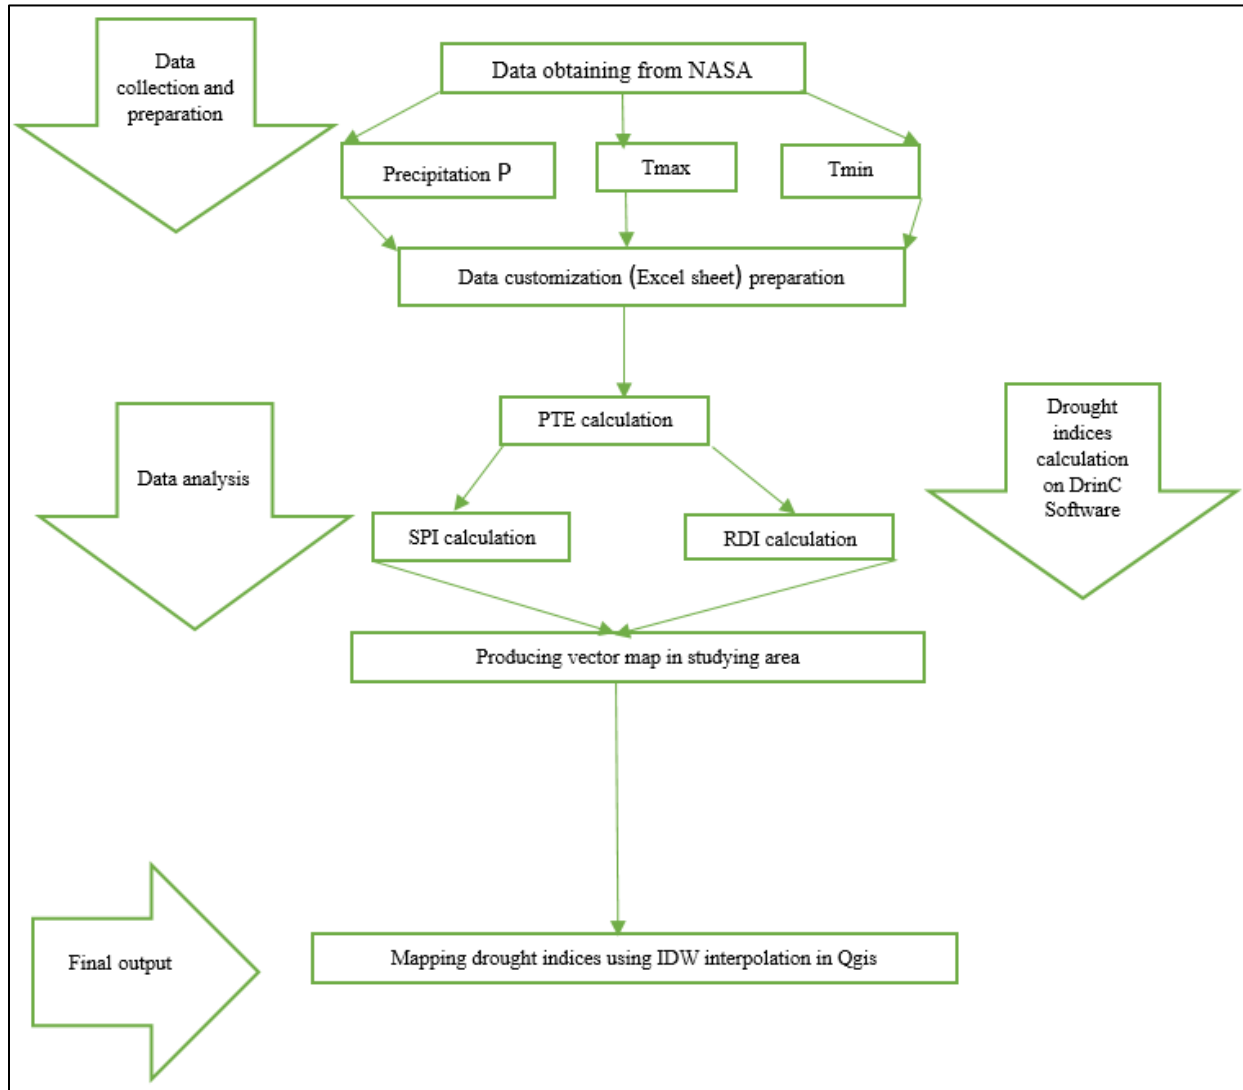 Data
collection and
preparation
Data obtaining from NASA
Precipitation P
Tmax
Tmin
Data customization (Excel sheet) preparation
PTE calculation
Data analysis
Drought
indices
calculation
on DrinC
Software
SPI calculation
RDI calculation
Producing vector map in studying area
Final output
Mapping drought indices using IDW interpolation in Qgis